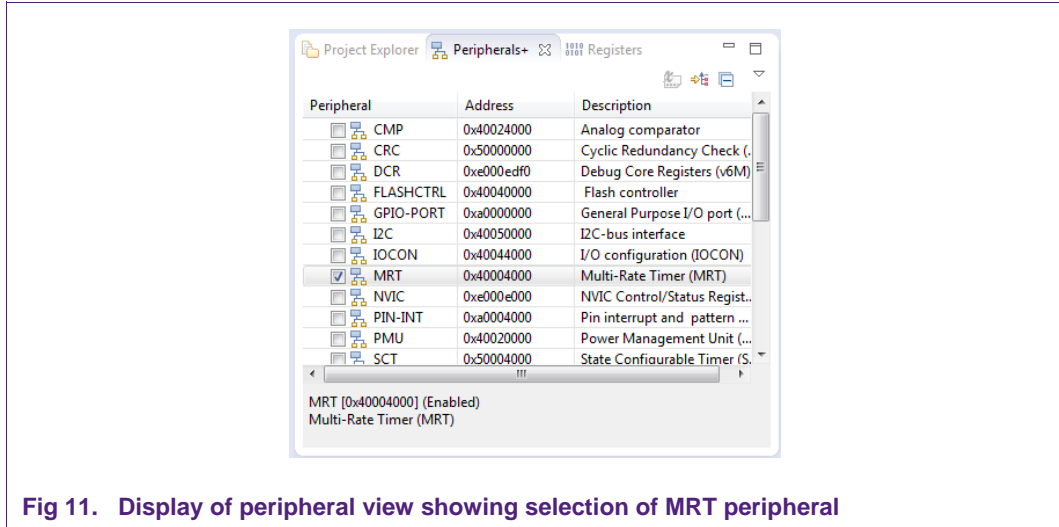 Project Explorer Peripherals+ 1010 0101 Registers
Peripheral Address Description
CMP 0x40024000 Analog comparator
CRC 0x50000000 Cyclic Redundancy Check (.
DCR 0xe000edf0 Debug Core Registers (v6M)
FLASHCTRL 0x40040000 Flash controller
GPIO-PORT 0xa0000000 General Purpose I/O port (...
I2C 0x40050000 I2C-bus interface
IOCON 0x40044000 I/O configuration (IOCON)
MRT 0x40004000 Multi-Rate Timer (MRT)
NVIC 0xe000e000 NVIC Control/Status Regist..
PIN-INT 0xa0004000 Pin interrupt and pattern ...
PMU 0x40020000 Power Management Unit (...
SCT 0x50004000 State Configurable Timer (S.
MRT [0x40004000] (Enabled)
Multi-Rate Timer (MRT)
Fig 11. Display of peripheral view showing selection of MRT peripheral